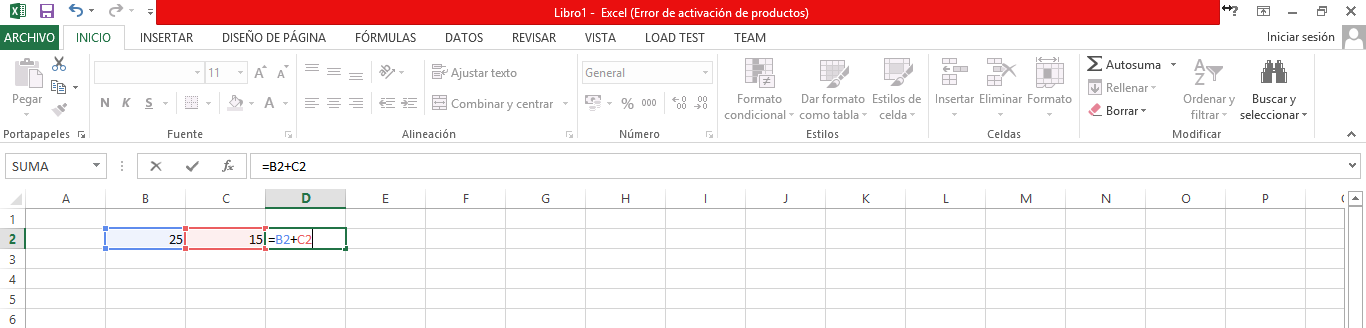 Libro1 - Excel (Error de activación de productos)
ARCHIVO INICIO INSERTAR DISEÑO DE PÁGINA FÓRMULAS DATOS REVISAR VISTA LOAD TEST TEAM Iniciar sesión
Pegar
Portapapeles
11 A A
N K S A
Fuente
Ajustar texto
Combinar y centrar
Alineación
General
% 000
Número
Formato condicional
Dar formato como tabla
Estilos de celda
Estilos
Insertar Eliminar Formato
Celdas
Autosuma
Rellenar
Borrar
Ordenar y filtrar
Buscar y seleccionar
Modificar
SUMA fx =B2+C2
A B C D E F G H I J K L M N O P
1
2 25 15 =B2+C2
3
4
5
6